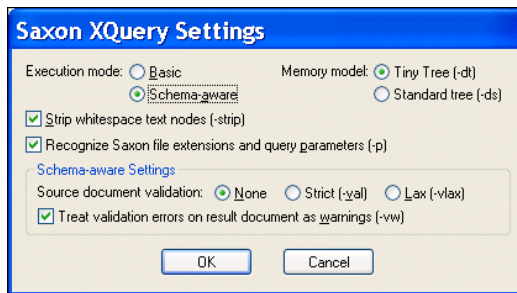 Saxon XQuery Settings
Execution mode: Basic Memory model: Tiny Tree (-dt)
Schema-aware Standard tree (-ds)
Strip whitespace text nodes (-strip)
Recognize Saxon file extensions and query parameters (-p)
Schema-aware Settings
Source document validation: None Strict (-val) Lax (-vlax)
Treat validation errors on result document as warnings (-vw)
OK Cancel